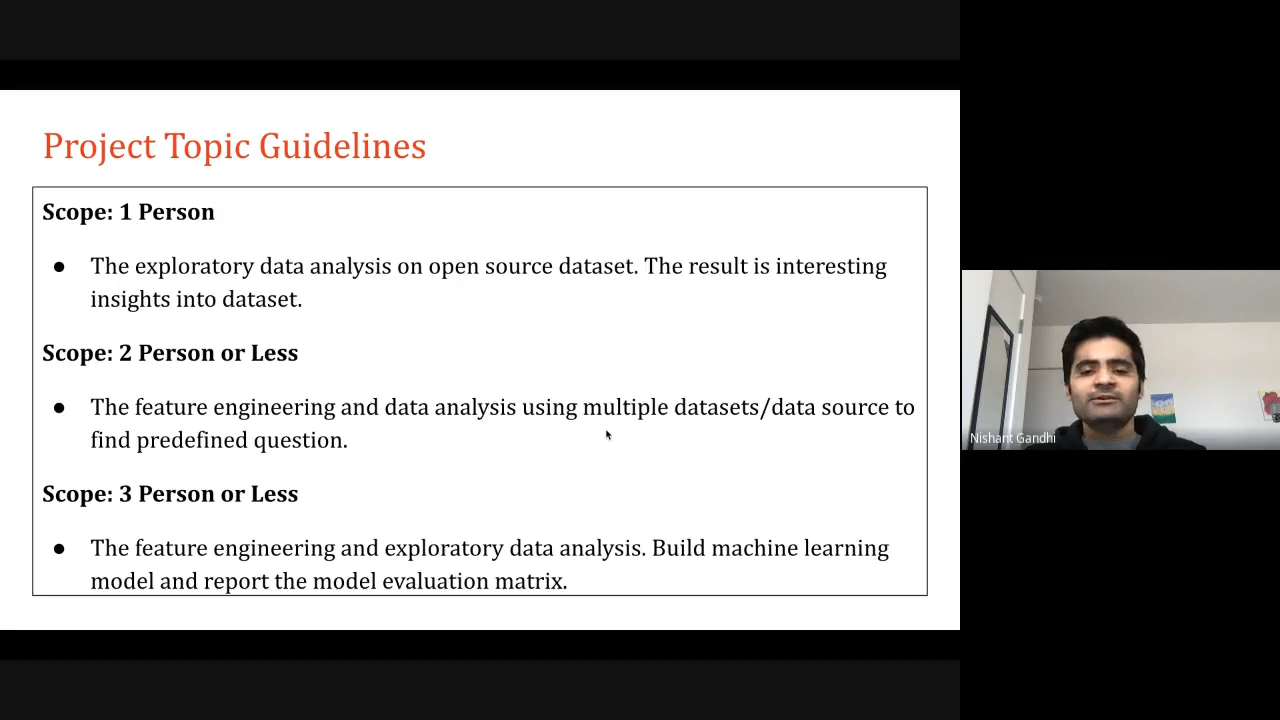 Project Topic Guidelines
Scope: 1 Person
● The exploratory data analysis on open source dataset. The result is interesting
insights into dataset.
Scope: 2 Person or Less
● The feature engineering and data analysis using multiple datasets/data source to
find predefined question.
Scope: 3 Person or Less
● The feature engineering and exploratory data analysis. Build machine learning
model and report the model evaluation matrix.
Nishant Gandhi